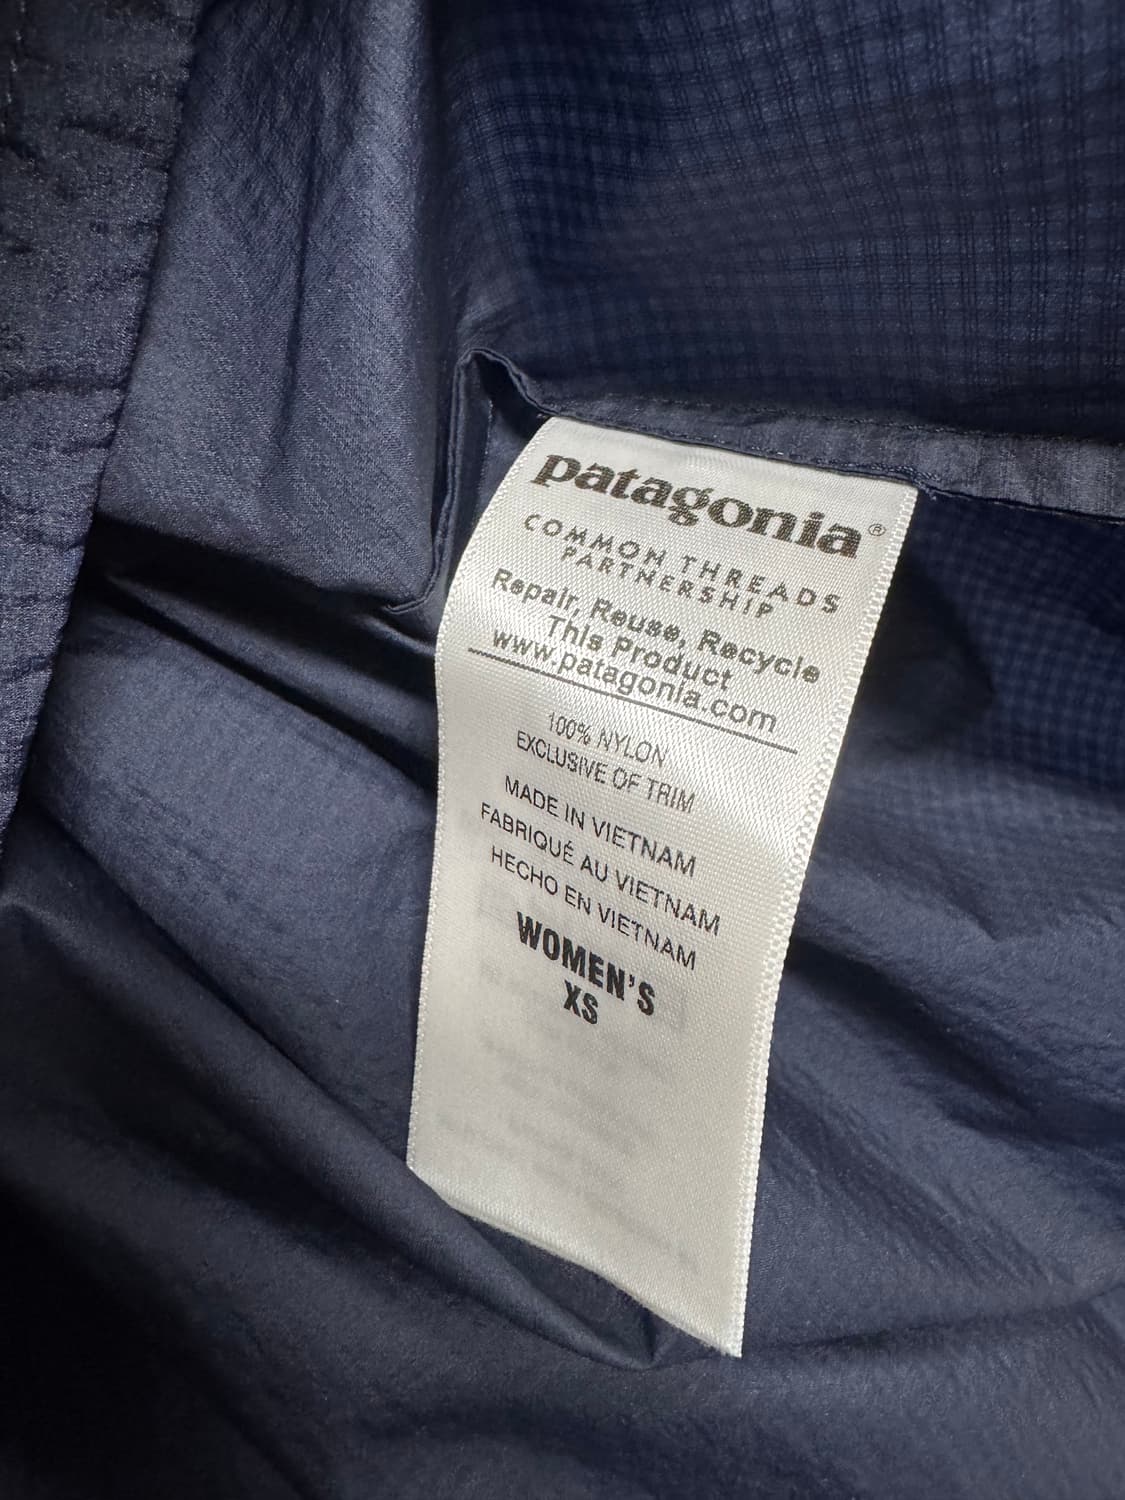 patagonia®
COMMON THREADS
PARTNERSHIP
Repair, Reuse, Recycle
This Product
www.patagonia.com
100% NYLON
EXCLUSIVE OF TRIM
MADE IN VIETNAM
FABRIQUÉ AU VIETNAM
HECHO EN VIETNAM
WOMEN'S
XS